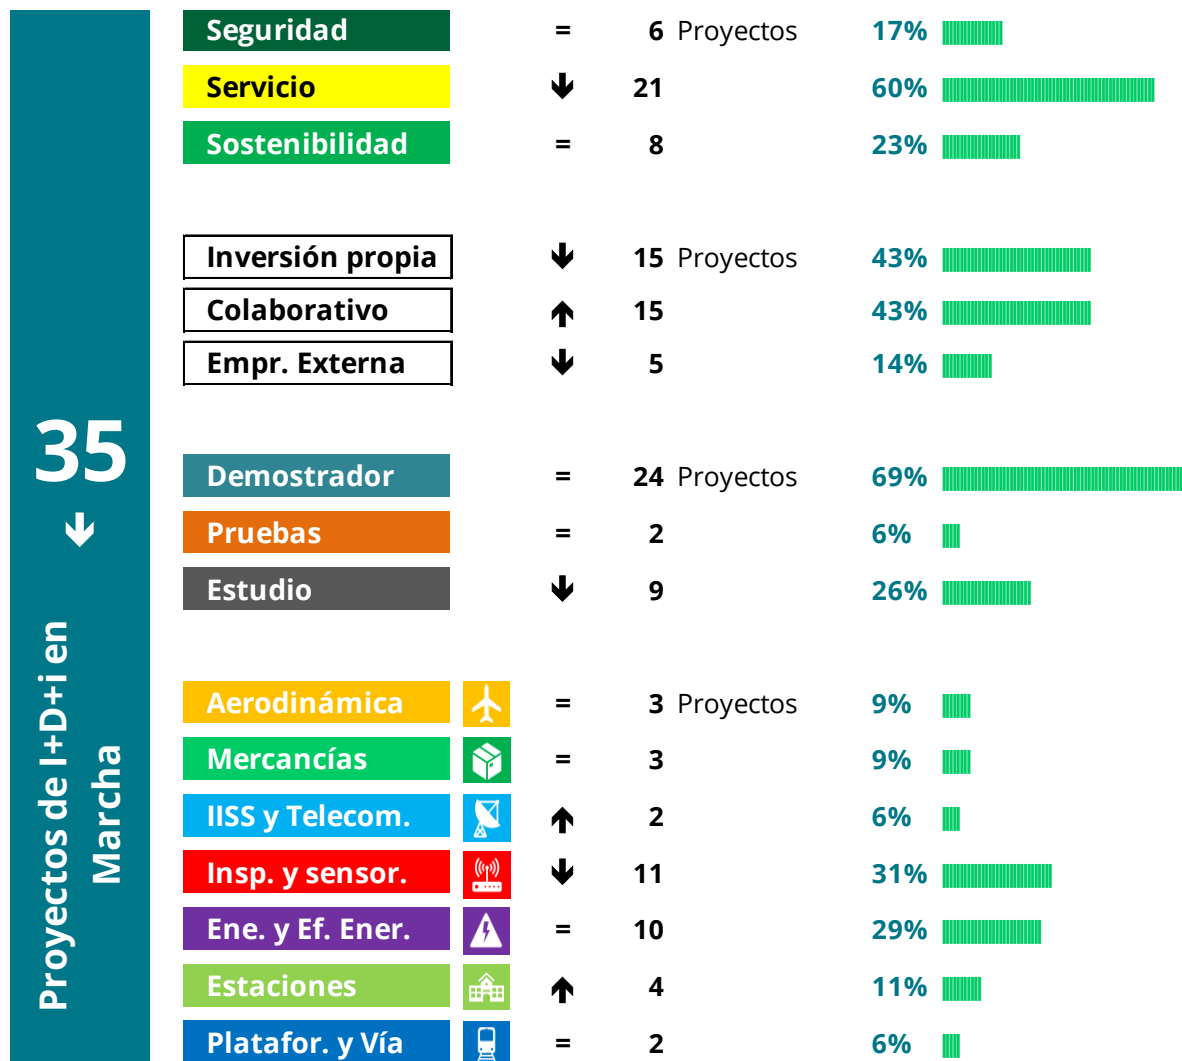 35
Proyectos de I+D+i en
Marcha
Seguridad = 6 Proyectos 17%
Servicio 🡻 21 60%
Sostenibilidad = 8 23%
Inversión propia 🡻 15 Proyectos 43%
Colaborativo 🡹 15 43%
Empr. Externa 🡻 5 14%
Demostrador = 24 Proyectos 69%
Pruebas = 2 6%
Estudio 🡻 9 26%
Aerodinámica = 3 Proyectos 9%
Mercancías = 3 9%
IISS y Telecom. 🡹 2 6%
Insp. y sensor. 🡻 11 31%
Ene. y Ef. Ener. = 10 29%
Estaciones 🡹 4 11%
Platafor. y Vía = 2 6%